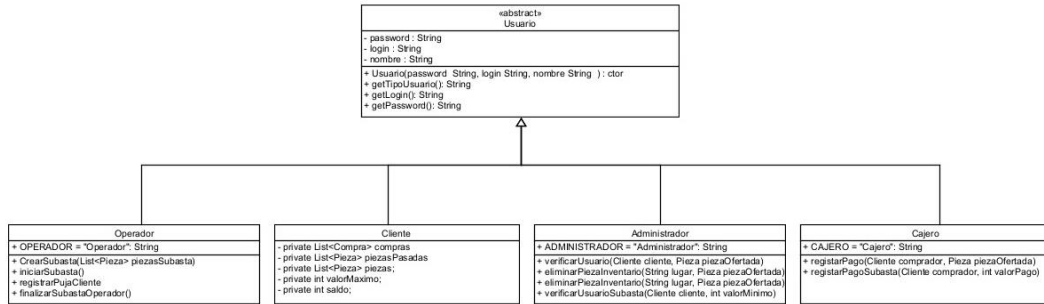 «abstract»
Usuario
- password : String
- login : String
- nombre : String
+ Usuario(password String, login String, nombre String ) : ctor
+ getTipoUsuario(): String
+ getLogin(): String
+ getPassword(): String
Operador
+ OPERADOR = "Operador": String
+ CrearSubasta(List<Pieza> piezasSubasta)
+ iniciarSubasta()
+ registrarPujaCliente
+ finalizarSubastaOperador()
Cliente
- private List<Compra> compras
- private List<Pieza> piezasPasadas
- private List<Pieza> piezas;
- private int valorMaximo;
- private int saldo;
Administrador
+ ADMINISTRADOR = "Administrador": String
+ verificarUsuario(Cliente cliente, Pieza piezaOfertada)
+ eliminarPiezaInventario(String lugar, Pieza piezaOfertada)
+ eliminarPiezaInventario(String lugar, Pieza piezaOfertada)
+ verificarUsuarioSubasta(Cliente cliente, int valorMinimo)
Cajero
+ CAJERO = "Cajero": String
+ registarPago(Cliente comprador, Pieza piezaOfertada)
+ registarPagoSubasta(Cliente comprador, int valorPago)